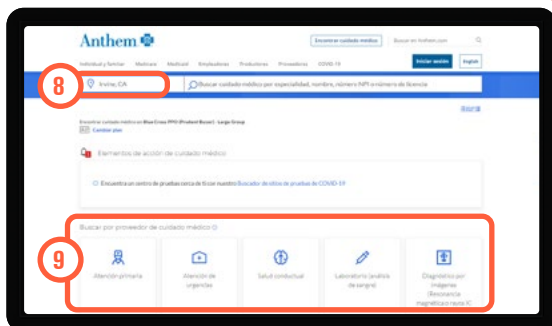 Anthem
Encontrar cuidado médico
Buscar en Anthem.com
Individual y familiar Medicare Medicaid Empleadores Productores Proveedores COVID-19
Iniciar sesión English
8
Irvine, CA
Buscar cuidado médico por especialidad, nombre, número NPI o número de licencia
Encontrar cuidado médico en Blue Cross PPO (Prudent Buyer) - Large Group
Cambiar plan
Elementos de acción de cuidado médico
Encuentra un centro de pruebas cerca de ti con nuestro Buscador de sitios de pruebas de COVID-19
9
Buscar por proveedor de cuidado médico
Atención primaria
Atención de
urgencias
Salud conductual
Laboratorio (análisis
de sangre)
Diagnóstico por
imágenes
(Resonancia
magnética o rayos X)